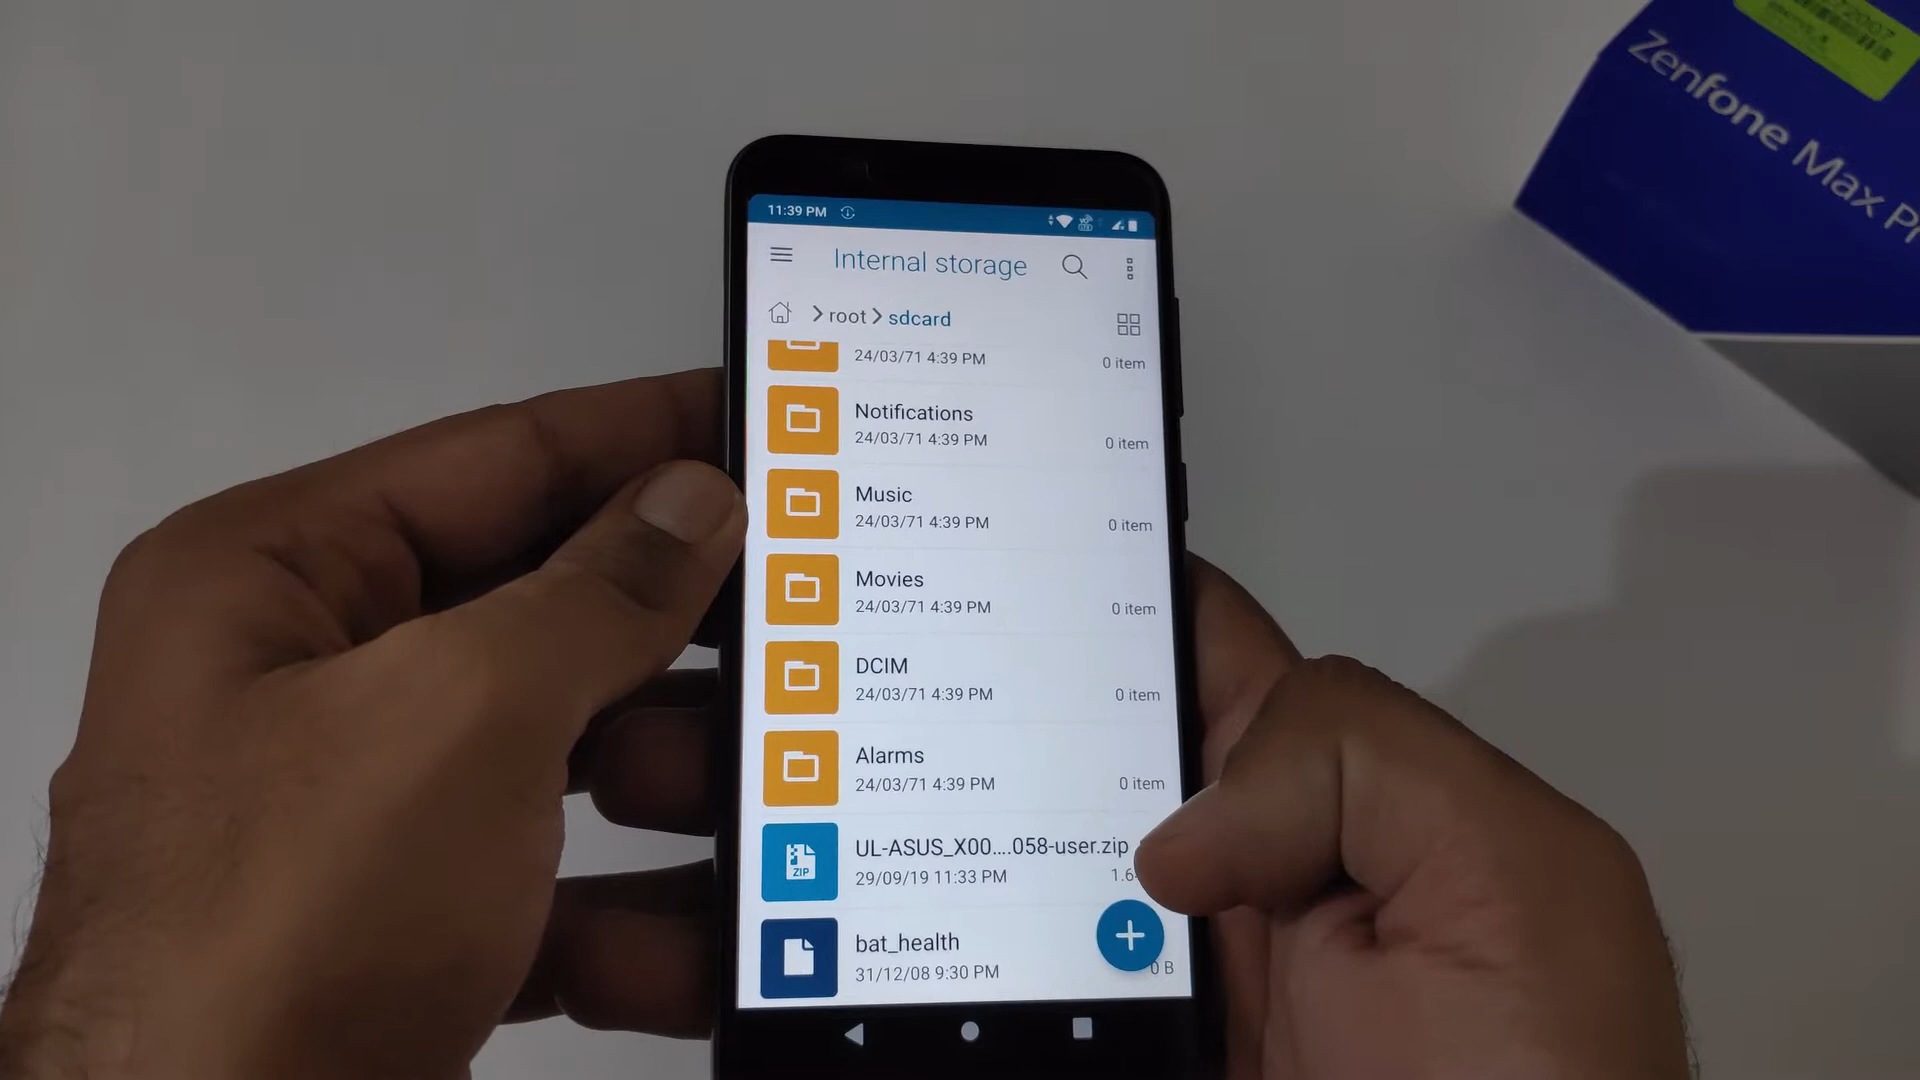 Zenfone Max
11:39 PM
Internal storage
root
sdcard
24/03/71 4:39 PM
0 item
Notifications
24/03/71 4:39 PM
0 item
Music
24/03/71 4:39 PM
0 item
Movies
24/03/71 4:39 PM
0 item
DCIM
24/03/71 4:39 PM
0 item
Alarms
24/03/71 4:39 PM
0 item
UL-ASUS_X00....058-user.zip
ZIP
29/09/19 11:33 PM
1.6
bat_health
31/12/08 9:30 PM
0 B